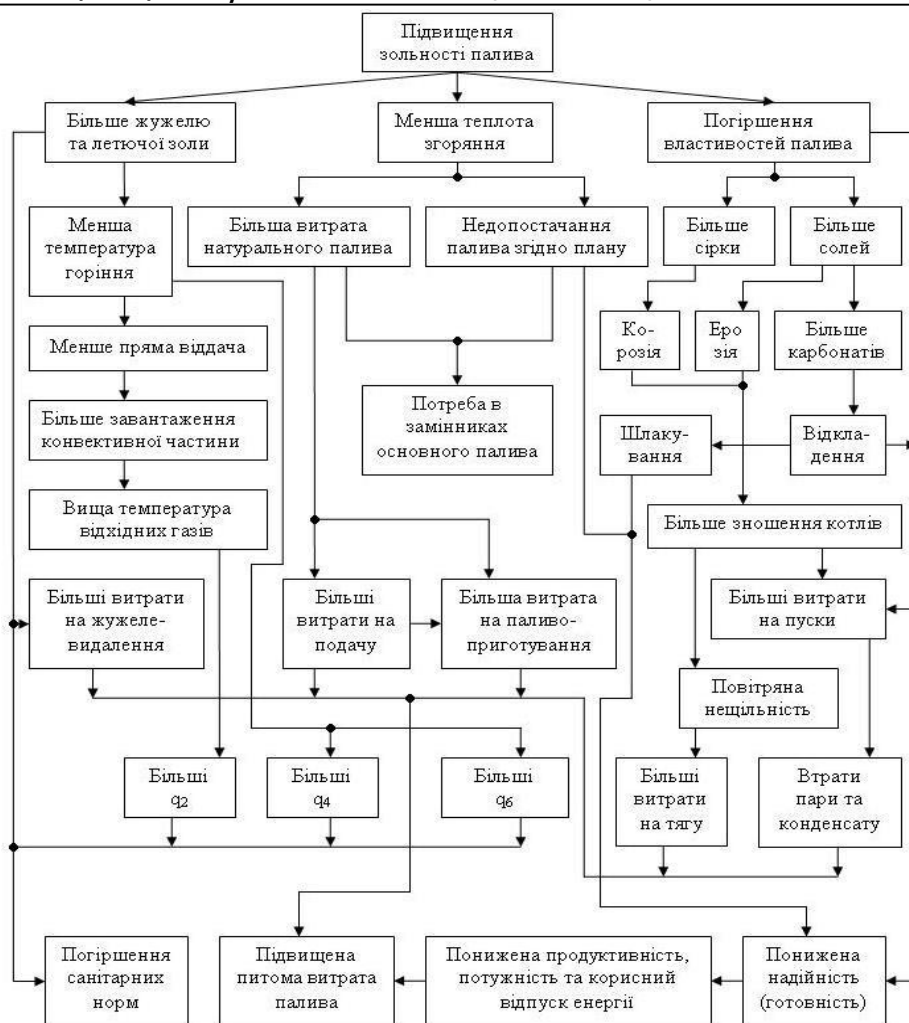 Підвищення
зольності палива
Більше жужелю
та летючої золи
Менша теплота
згоряння
Погіршення
властивостей палива
Менша
температура
горіння
Більша витрата
натурального палива
Недопостачання
палива згідно плану
Більше
сірки
Більше
солей
Ко-
розія
Еро
зія
Більше
карбонатів
Менше пряма віддача
Більше завантаження
конвективної частини
Потреба в
замінниках
основного палива
Шлаку-
вання
Відкла-
дення
Вища температура
відхідних газів
Більше зношення котлів
Більші витрати
на жужеле-
видалення
Більші
витрати на
подачу
Більша витрата
на паливо-
приготування
Більші витрати
на пуски
Повітряна
нещільність
Більші
q2
Більші
q4
Більші
q6
Більші
витрати
на тягу
Втрати
пари та
конденсату
Погіршення
санітарних
норм
Підвищена
питома витрата
палива
Понижена продуктивність,
потужність та корисний
відпуск енергії
Понижена
надійність
(готовність)